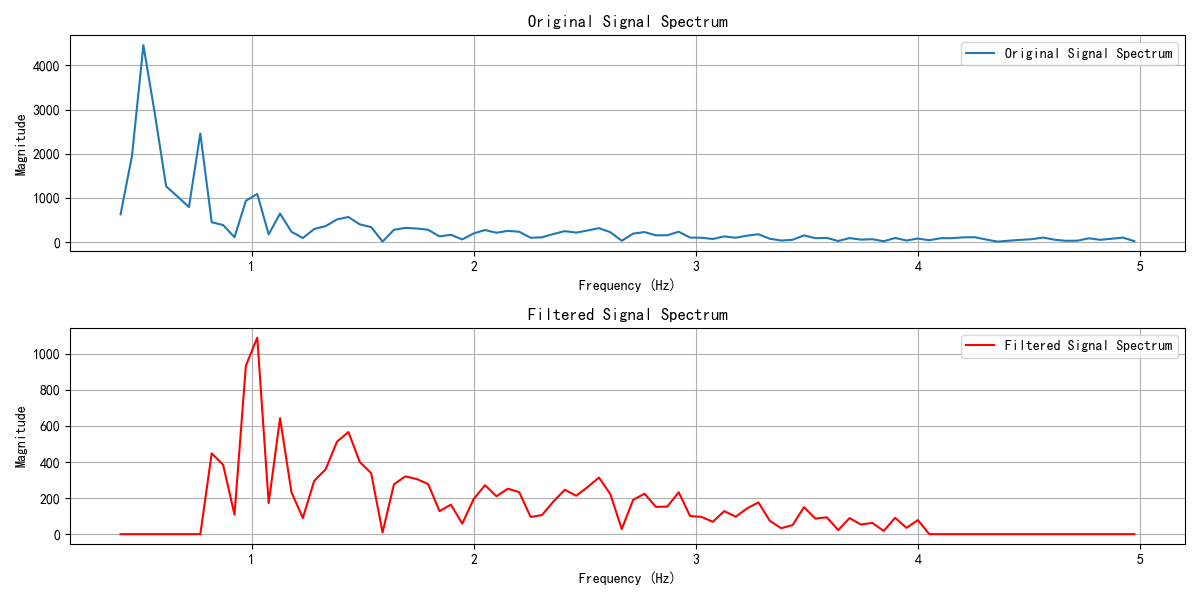 Original Signal Spectrum
Original Signal Spectrum
4000
3000
2000
1000
0
Magnitude
1 2 3 4 5
Frequency (Hz)
Filtered Signal Spectrum
Filtered Signal Spectrum
1000
800
600
400
200
0
Magnitude
1 2 3 4 5
Frequency (Hz)